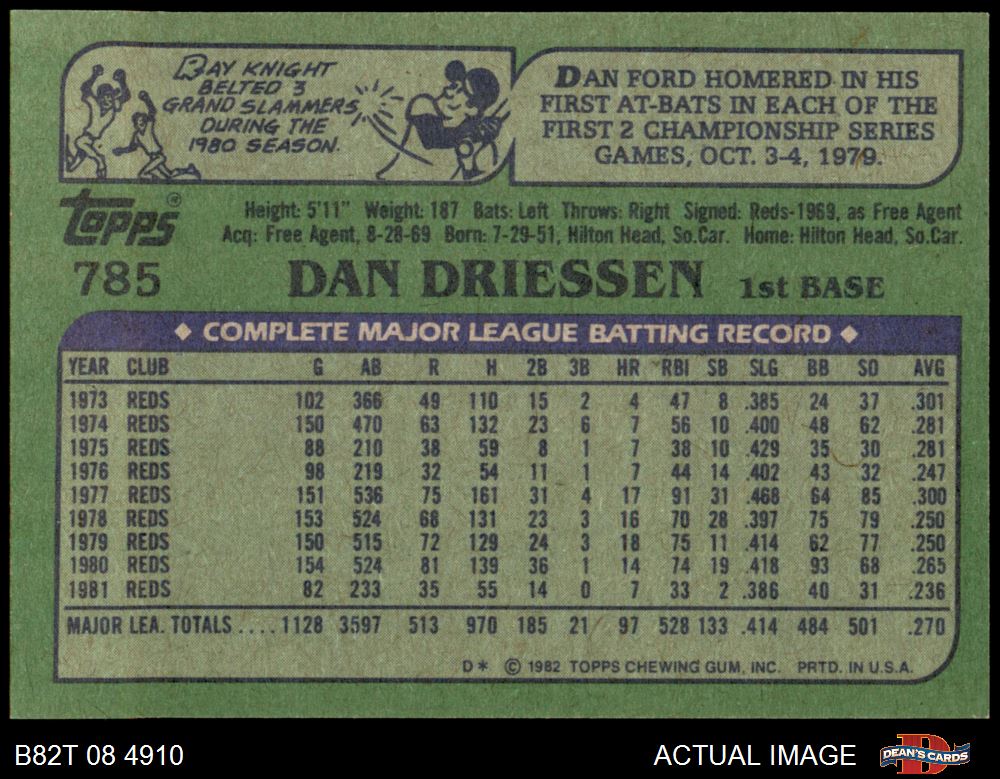 RAY KNIGHT
BELTED 3
GRAND SLAMMERS
DURING THE
1980 SEASON.
DAN FORD HOMERED IN HIS
FIRST AT-BATS IN EACH OF THE
FIRST 2 CHAMPIONSHIP SERIES
GAMES, OCT. 3-4, 1979.
Topps®
Height: 5'11" Weight: 187 Bats: Left Throws: Right Signed: Reds-1969, as Free Agent
Acq: Free Agent, 8-28-69 Born: 7-29-51, Hilton Head, So.Car. Home: Hilton Head, So.Car.
785 DAN DRIESSEN 1st BASE
◆ COMPLETE MAJOR LEAGUE BATTING RECORD ◆
YEAR CLUB G AB R H 2B 3B HR RBI SB SLG BB SO AVG
1973 REDS 102 366 49 110 15 2 4 47 8 .385 24 37 .301
1974 REDS 150 470 63 132 23 6 7 56 10 .400 48 62 .281
1975 REDS 88 210 38 59 8 1 7 38 10 .429 35 30 .281
1976 REDS 98 219 32 54 11 1 7 44 14 .402 43 32 .247
1977 REDS 151 536 75 161 31 4 17 91 31 .468 64 85 .300
1978 REDS 153 524 68 131 23 3 16 70 28 .397 75 79 .250
1979 REDS 150 515 72 129 24 3 18 75 11 .414 62 77 .250
1980 REDS 154 524 81 139 36 1 14 74 19 .418 93 68 .265
1981 REDS 82 233 35 55 14 0 7 33 2 .386 40 31 .236
MAJOR LEA. TOTALS .... 1128 3597 513 970 185 21 97 528 133 .414 484 501 .270
D* © 1982 TOPPS CHEWING GUM, INC. PRTD. IN U.S.A.
B82T 08 4910
ACTUAL IMAGE
D
DEAN'S CARDS